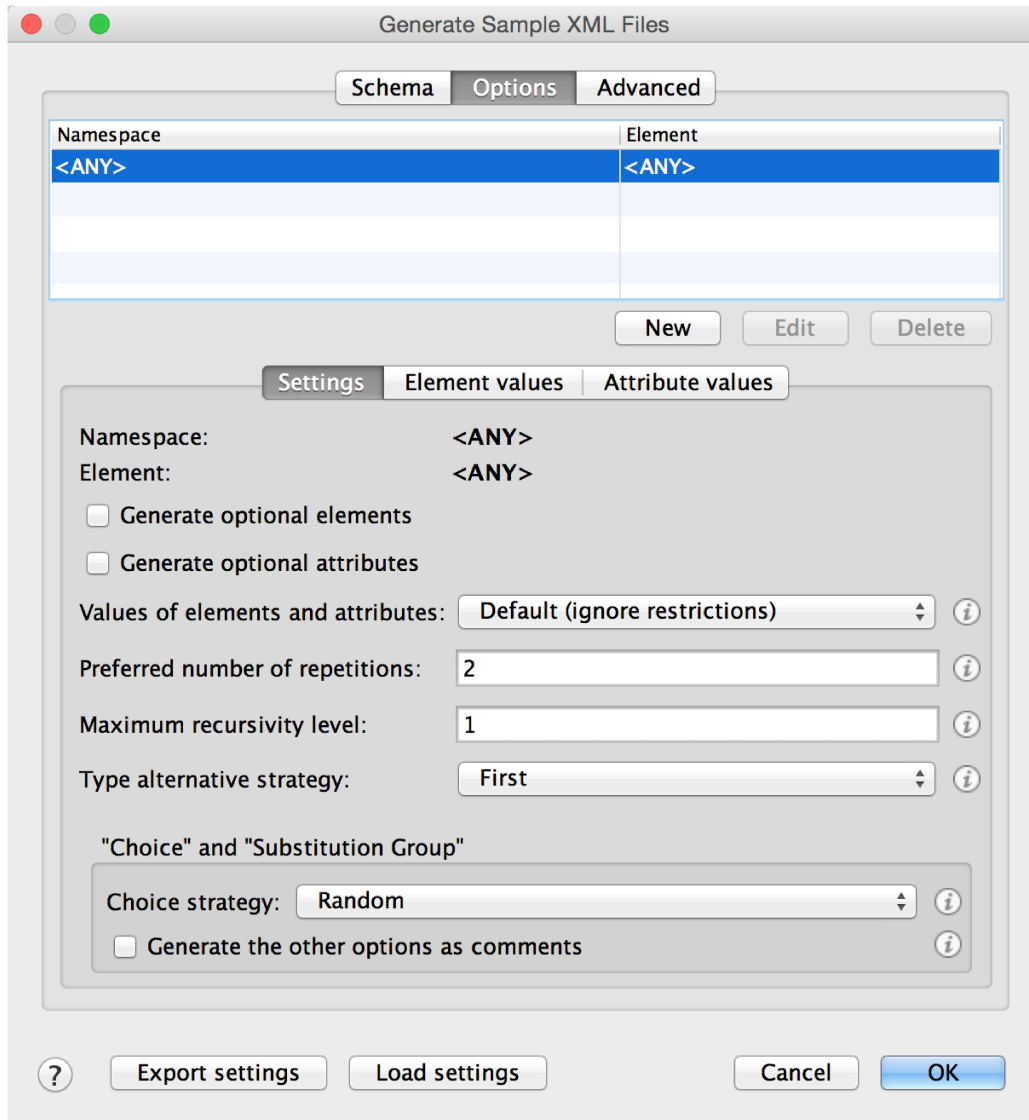 Generate Sample XML Files
Schema Options Advanced
Namespace Element
<ANY> <ANY>
New Edit Delete
Settings Element values Attribute values
Namespace: <ANY>
Element: <ANY>
Generate optional elements
Generate optional attributes
Values of elements and attributes: Default (ignore restrictions)
Preferred number of repetitions: 2
Maximum recursivity level: 1
Type alternative strategy: First
"Choice" and "Substitution Group"
Choice strategy: Random
Generate the other options as comments
? Export settings Load settings Cancel OK